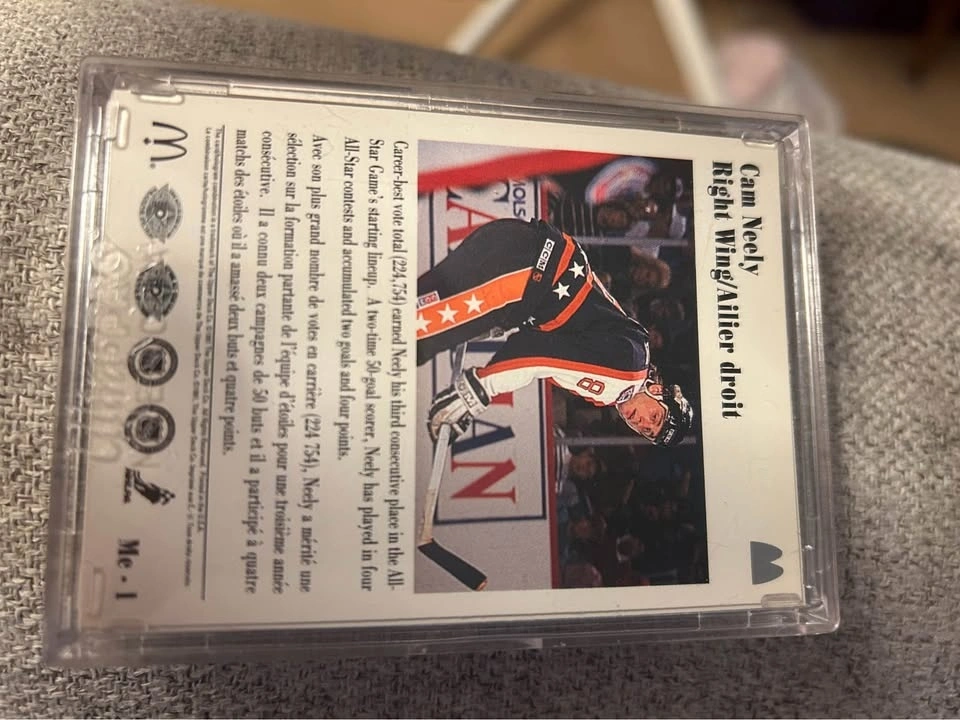 Cam Neely
Right Wing/Ailier droit
CCM
8
Career-best vote total (224,754) earned Neely his third consecutive place in the All-
Star Game's starting lineup. A two-time 50-goal scorer, Neely has played in four
All-Star contests and accumulated two goals and four points.
Avec son plus grand nombre de votes en carrière (224 754), Neely a mérité une
sélection sur la formation partante de l'équipe d'étoiles pour une troisième année
consécutive. Il a connu deux campagnes de 50 buts et il a participé à quatre
matchs des étoiles où il a amassé deux buts et quatre points.
Me - 1